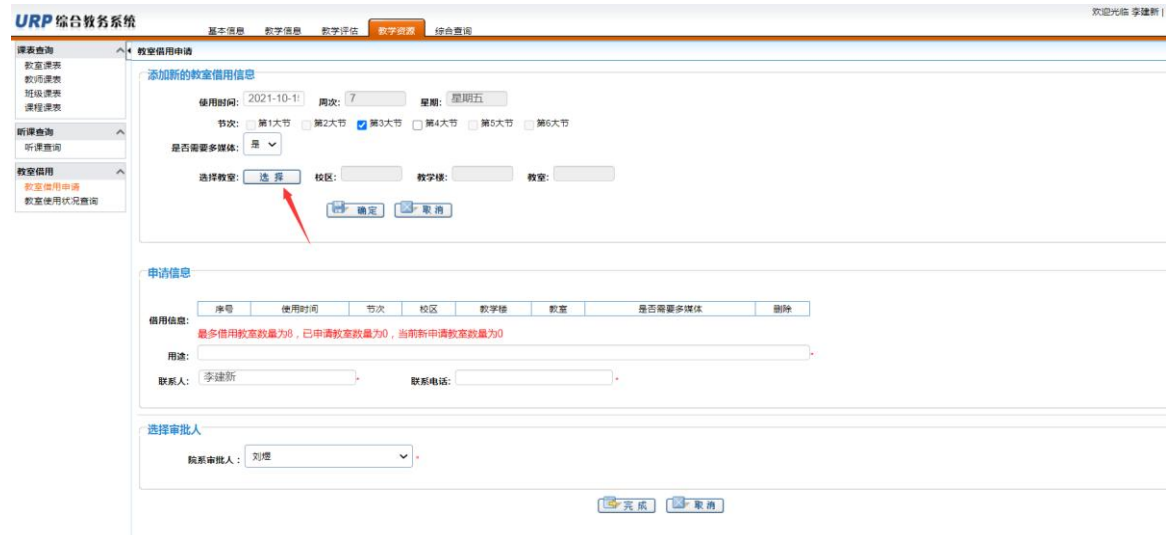 欢迎光临 李建新 |
URP 综合教务系统
基本信息 教学信息 教学评估 教学资源 综合查询
课表查询
教室课表
教师课表
班级课表
课程课表
听课查询
听课查询
教室借用
教室借用申请
教室使用状况查询
教室借用申请
添加新的教室借用信息
使用时间: 2021-10-1 周次: 7 星期: 星期五
节次: 第1大节 第2大节 第3大节 第4大节 第5大节 第6大节
是否需要多媒体: 是
选择教室: 选 择 校区: 教学楼: 教室:
确定 取消
申请信息
借用信息:
序号 使用时间 节次 校区 教学楼 教室 是否需要多媒体 删除
最多借用教室数量为8，已申请教室数量为0，当前新申请教室数量为0
用途: *
联系人: 李建新 * 联系电话: *
选择审批人
院系审批人： 刘煜 *
完成 取消